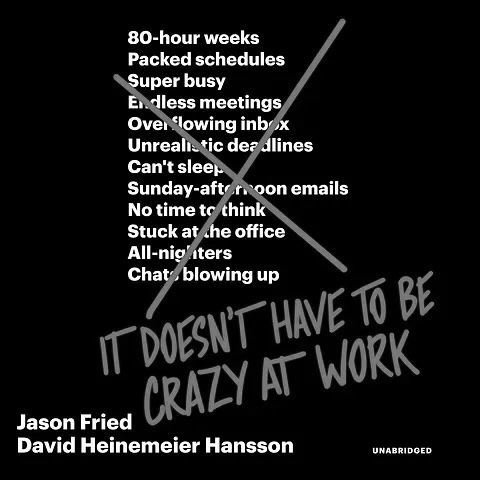 80-hour weeks
Packed schedules
Super busy
Endless meetings
Overflowing inbox
Unrealistic deadlines
Can't sleep
Sunday-afternoon emails
No time to think
Stuck at the office
All-nighters
Chats blowing up
IT DOESN'T HAVE TO BE
CRAZY AT WORK
Jason Fried
David Heinemeier Hansson
UNABRIDGED